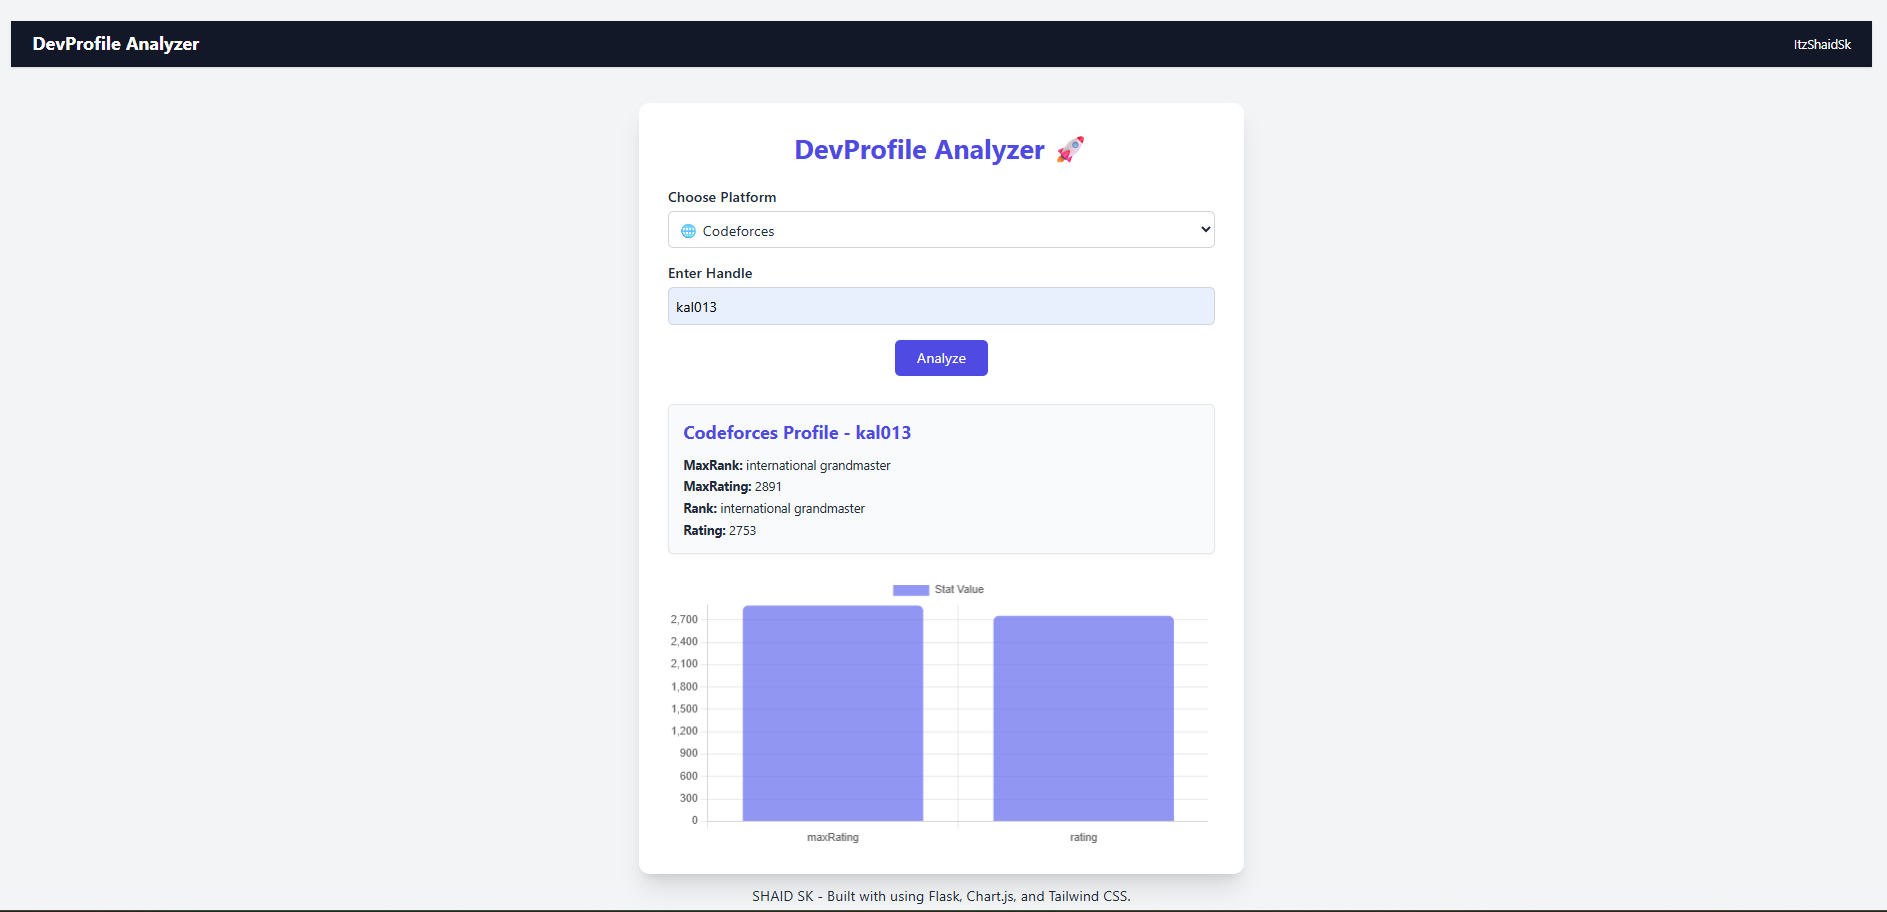 DevProfile Analyzer
ItzShaidSk
DevProfile Analyzer 🚀
Choose Platform
🌐 Codeforces
Enter Handle
kal013
Analyze
Codeforces Profile - kal013
MaxRank: international grandmaster
MaxRating: 2891
Rank: international grandmaster
Rating: 2753
Stat Value
2,700
2,400
2,100
1,800
1,500
1,200
900
600
300
0
maxRating
rating
SHAID SK - Built with using Flask, Chart.js, and Tailwind CSS.